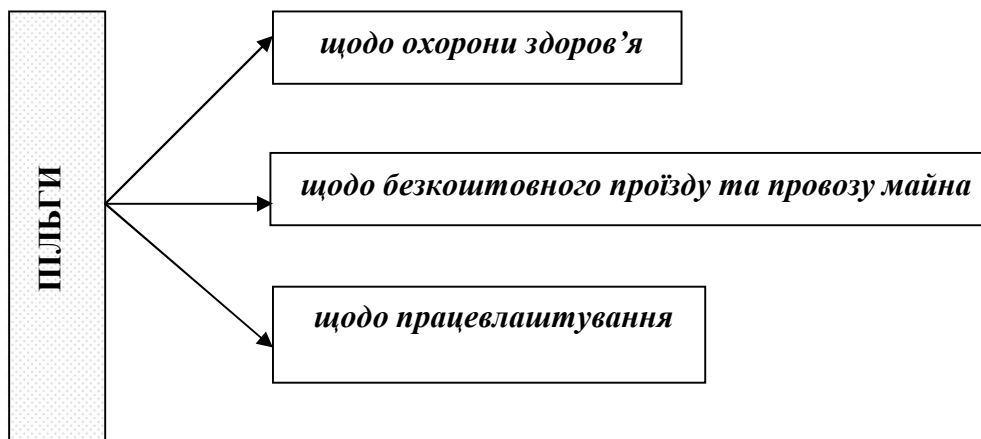 ПІЛЬГИ
щодо охорони здоров’я
щодо безкоштовного проїзду та провозу майна
щодо працевлаштування